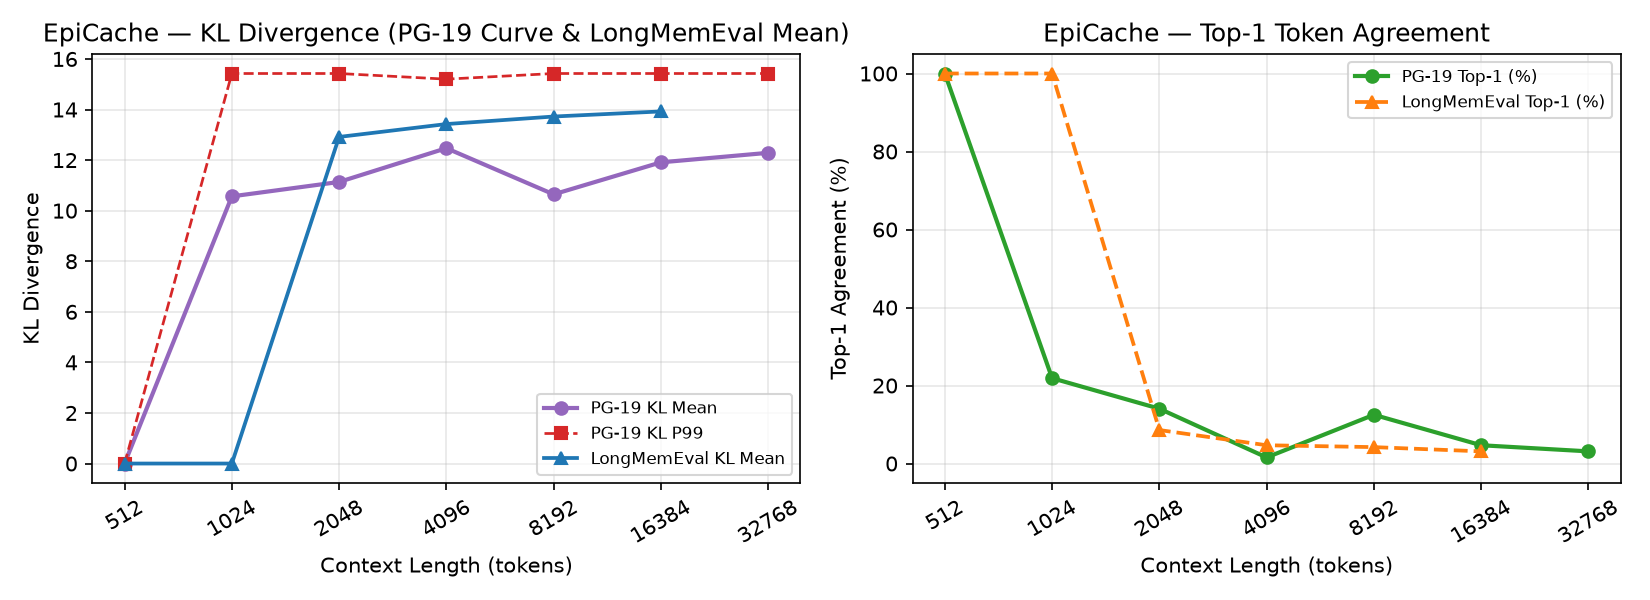 EpiCache — KL Divergence (PG-19 Curve & LongMemEval Mean)
16
14
12
10
8
6
4
2
0
KL Divergence
PG-19 KL Mean
PG-19 KL P99
LongMemEval KL Mean
512
1024
2048
4096
8192
16384
32768
Context Length (tokens)
EpiCache — Top-1 Token Agreement
100
80
60
40
20
0
Top-1 Agreement (%)
PG-19 Top-1 (%)
LongMemEval Top-1 (%)
512
1024
2048
4096
8192
16384
32768
Context Length (tokens)